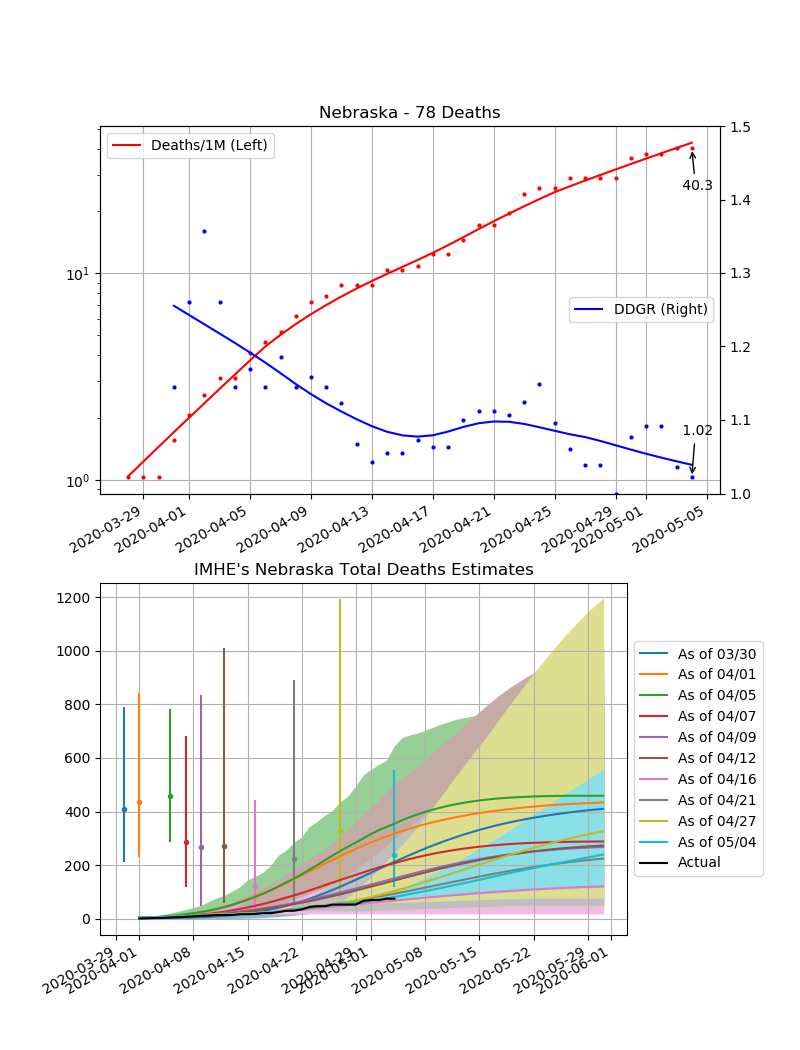 Nebraska - 78 Deaths
Deaths/1M (Left)
DDGR (Right)
40.3
1.02
10^1
10^0
1.5
1.4
1.3
1.2
1.1
1.0
2020-03-29
2020-04-01
2020-04-05
2020-04-09
2020-04-13
2020-04-17
2020-04-21
2020-04-25
2020-04-29
2020-05-01
2020-05-05
IMHE's Nebraska Total Deaths Estimates
1200
1000
800
600
400
200
0
2020-03-29
2020-04-01
2020-04-08
2020-04-15
2020-04-22
2020-04-29
2020-05-01
2020-05-08
2020-05-15
2020-05-22
2020-05-29
2020-06-01
As of 03/30
As of 04/01
As of 04/05
As of 04/07
As of 04/09
As of 04/12
As of 04/16
As of 04/21
As of 04/27
As of 05/04
Actual